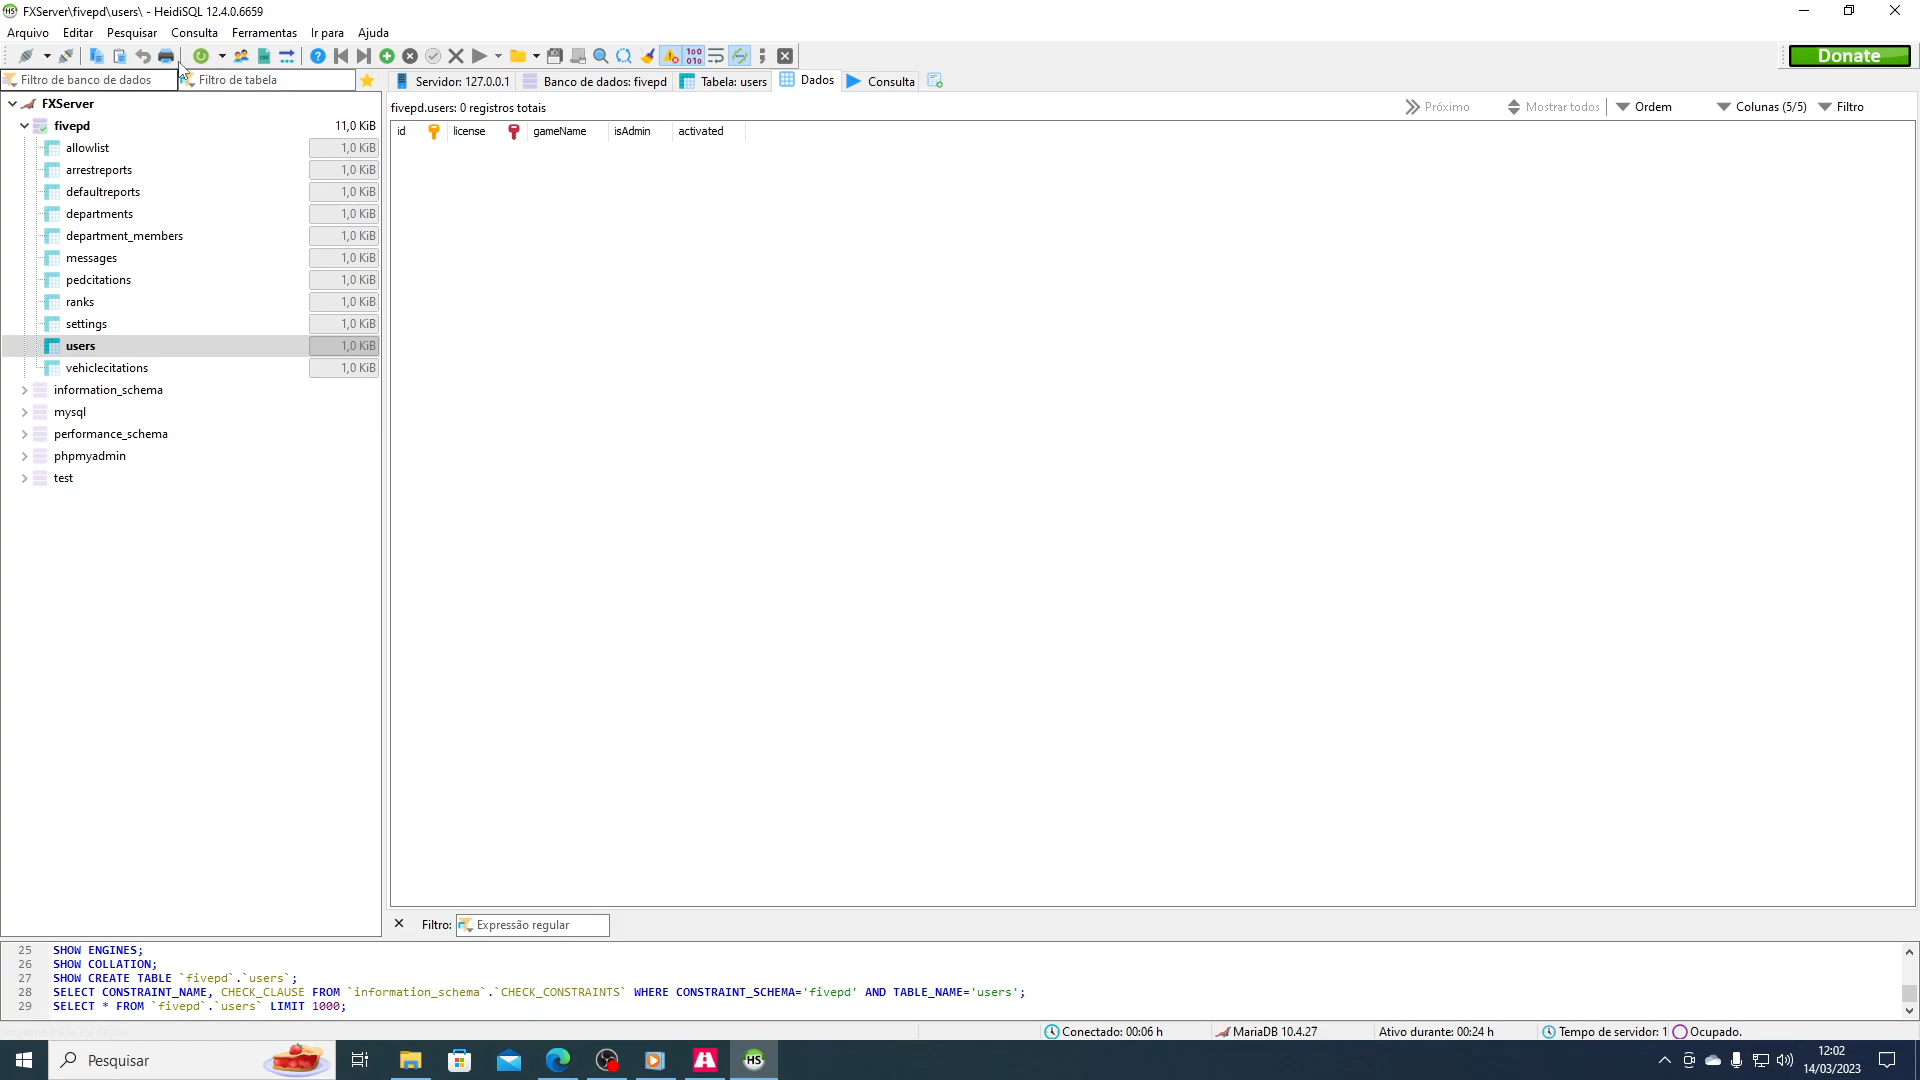 FXServer\fivepd\users\ - HeidiSQL 12.4.0.6659
Arquivo Editar Pesquisar Consulta Ferramentas Ir para Ajuda
Donate
Filtro de banco de dados Filtro de tabela Servidor: 127.0.0.1 Banco de dados: fivepd Tabela: users Dados Consulta
fivepd.users: 0 registros totais Próximo Mostrar todos Ordem Colunas (5/5) Filtro
id license gameName isAdmin activated
FXServer
fivepd 11,0 KiB
allowlist 1,0 KiB
arrestreports 1,0 KiB
defaultreports 1,0 KiB
departments 1,0 KiB
department_members 1,0 KiB
messages 1,0 KiB
pedcitations 1,0 KiB
ranks 1,0 KiB
settings 1,0 KiB
users 1,0 KiB
vehiclecitations 1,0 KiB
information_schema
mysql
performance_schema
phpmyadmin
test
Filtro: Expressão regular
25 SHOW ENGINES;
26 SHOW COLLATION;
27 SHOW CREATE TABLE `fivepd`.`users`;
28 SELECT CONSTRAINT_NAME, CHECK_CLAUSE FROM `information_schema`.`CHECK_CONSTRAINTS` WHERE CONSTRAINT_SCHEMA='fivepd' AND TABLE_NAME='users';
29 SELECT * FROM `fivepd`.`users` LIMIT 1000;
Conectado: 00:06 h MariaDB 10.4.27 Ativo durante: 00:24 h Tempo de servidor: 1 Ocupado.
Pesquisar
12:02
14/03/2023